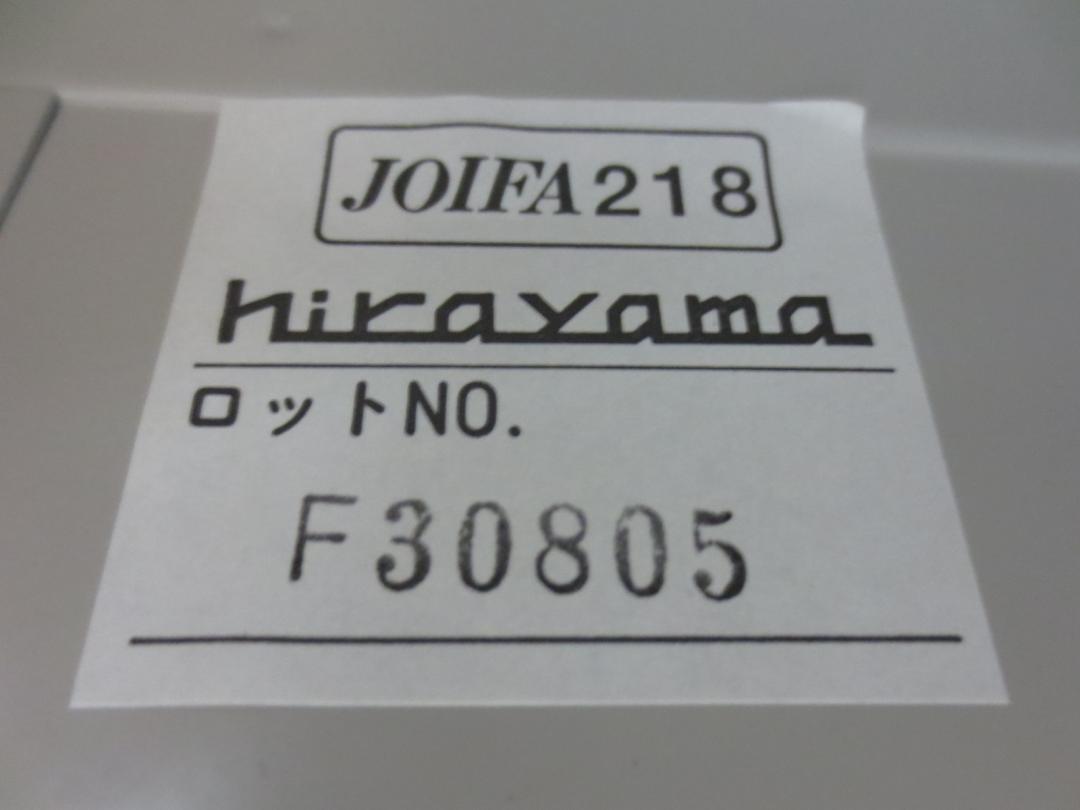 JOIFA218
hirayama
ロットNO.
F30805